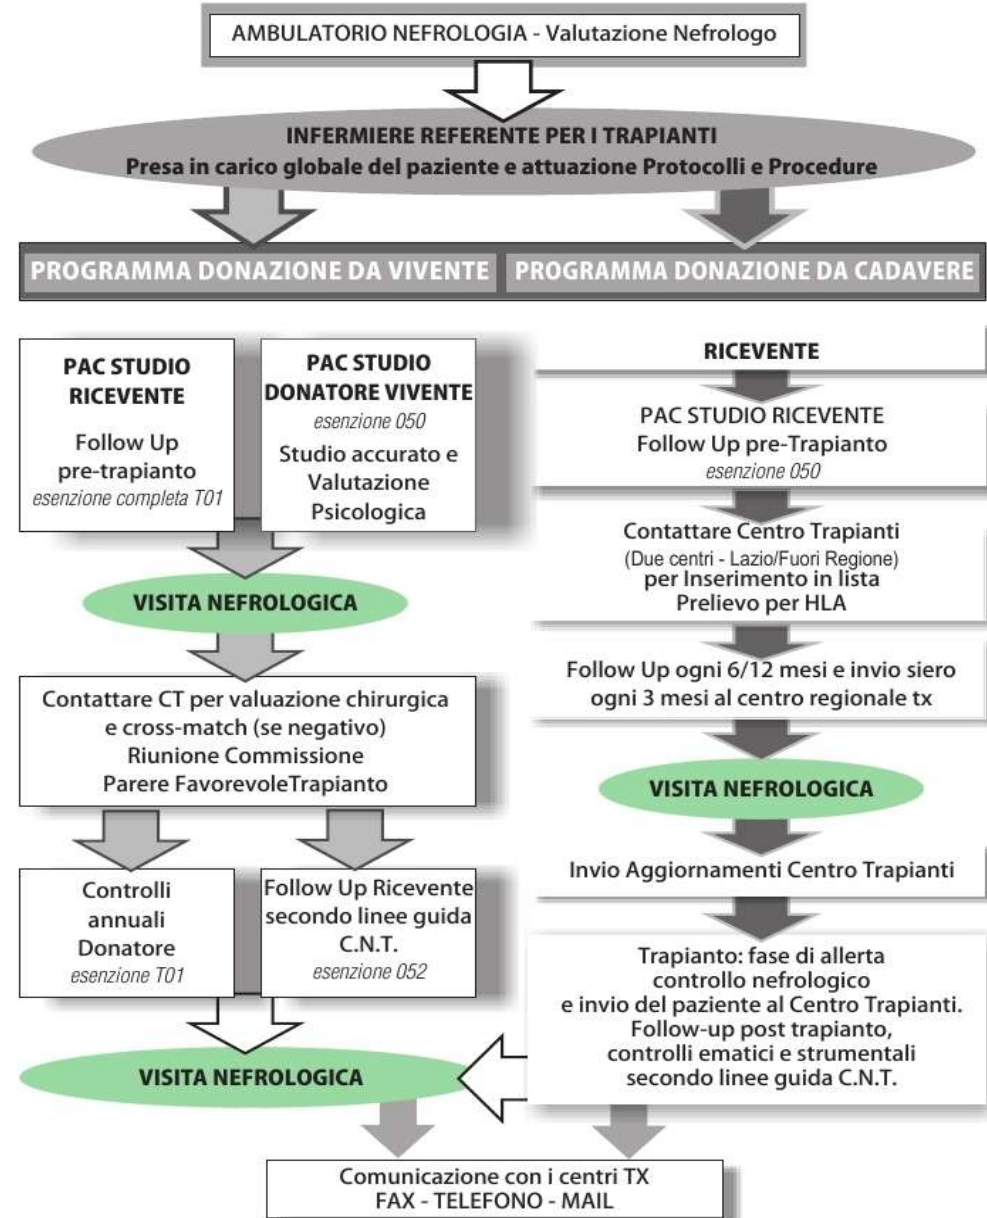 AMBULATORIO NEFROLOGIA - Valutazione Nefrologo
INFERMIERE REFERENTE PER I TRAPIANTI
Presa in carico globale del paziente e attuazione Protocolli e Procedure
PROGRAMMA DONAZIONE DA VIVENTE
PROGRAMMA DONAZIONE DA CADAVERE
PAC STUDIO
RICEVENTE
Follow Up
pre-trapianto
esenzione completa T01
PAC STUDIO
DONATORE VIVENTE
esenzione 050
Studio accurato e
Valutazione
Psicologica
VISITA NEFROLOGICA
Contattare CT per valuazione chirurgica
e cross-match (se negativo)
Riunione Commissione
Parere FavorevoleTrapianto
Controlli
annuali
Donatore
esenzione T01
Follow Up Ricevente
secondo linee guida
C.N.T.
esenzione 052
VISITA NEFROLOGICA
RICEVENTE
PAC STUDIO RICEVENTE
Follow Up pre-Trapianto
esenzione 050
Contattare Centro Trapianti
(Due centri - Lazio/Fuori Regione)
per Inserimento in lista
Prelievo per HLA
Follow Up ogni 6/12 mesi e invio siero
ogni 3 mesi al centro regionale tx
VISITA NEFROLOGICA
Invio Aggiornamenti Centro Trapianti
Trapianto: fase di allerta
controllo nefrologico
e invio del paziente al Centro Trapianti.
Follow-up post trapianto,
controlli ematici e strumentali
secondo linee guida C.N.T.
Comunicazione con i centri TX
FAX - TELEFONO - MAIL